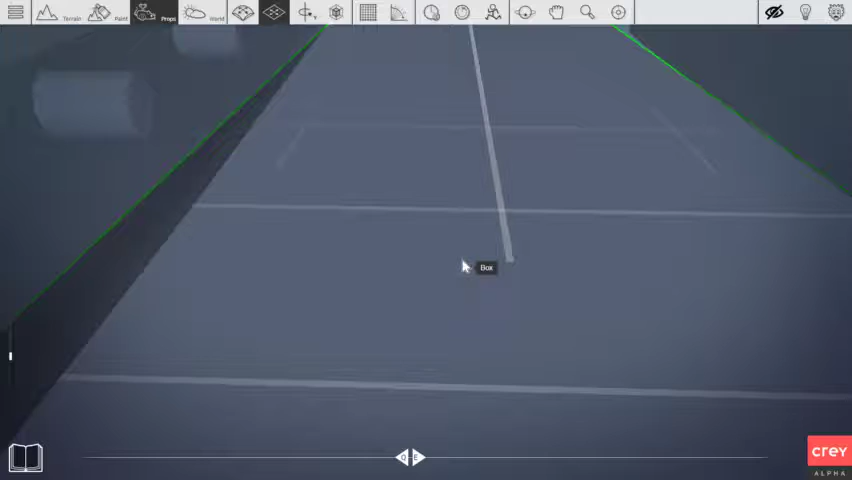 Terrain Paint Props World
Box
Q E
crey
ALPHA